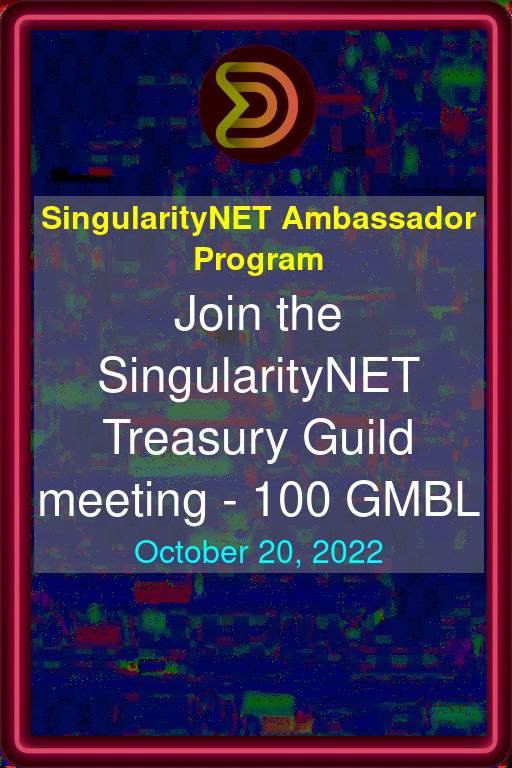 SingularityNET Ambassador
Program
Join the
SingularityNET
Treasury Guild
meeting - 100 GMBL
October 20, 2022